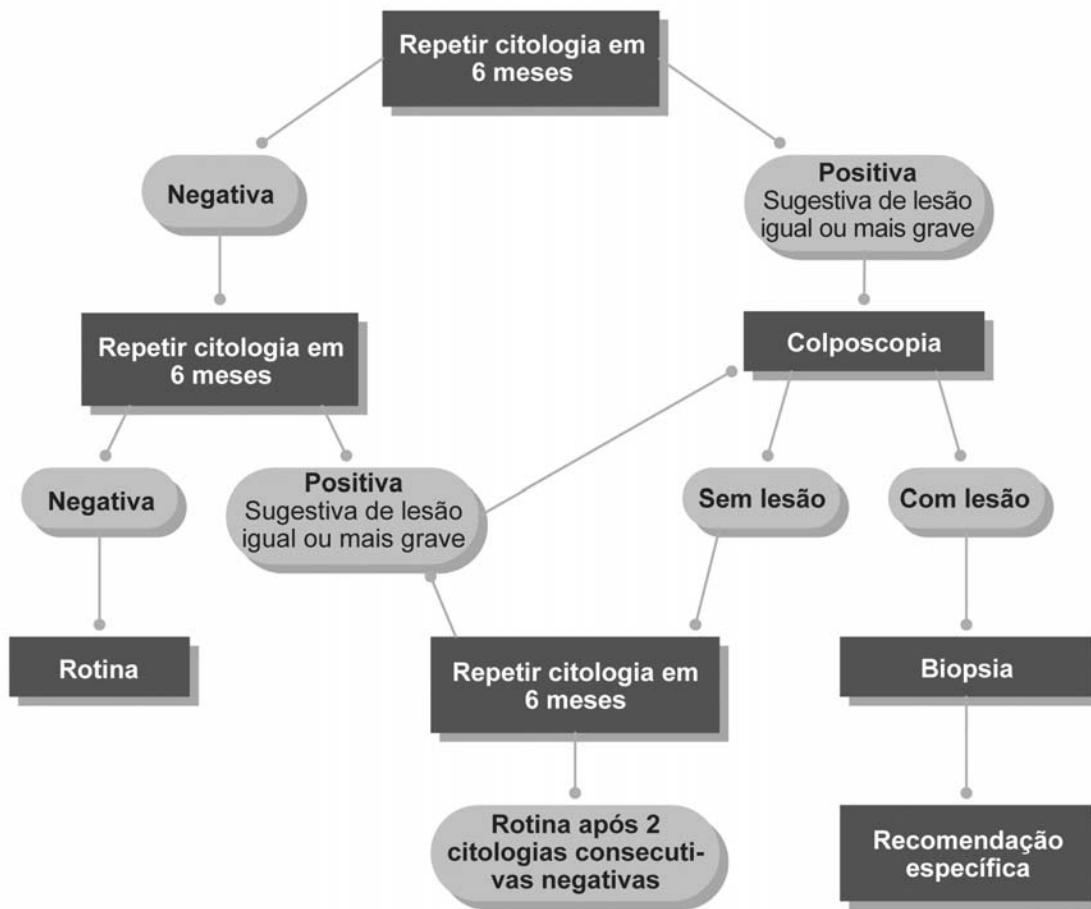 Repetir citologia em
6 meses
Negativa
Positiva
Sugestiva de lesão
igual ou mais grave
Repetir citologia em
6 meses
Colposcopia
Negativa
Positiva
Sugestiva de lesão
igual ou mais grave
Sem lesão
Com lesão
Rotina
Repetir citologia em
6 meses
Biopsia
Rotina após 2
citologias consecuti-
vas negativas
Recomendação
específica